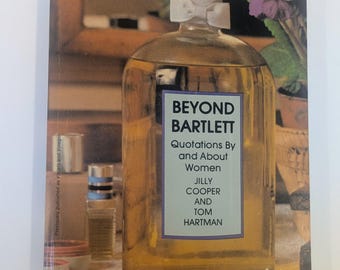 BEYOND
BARTLETT
Quotations By
and About
Women
JILLY
COOPER
AND
TOM
HARTMAN